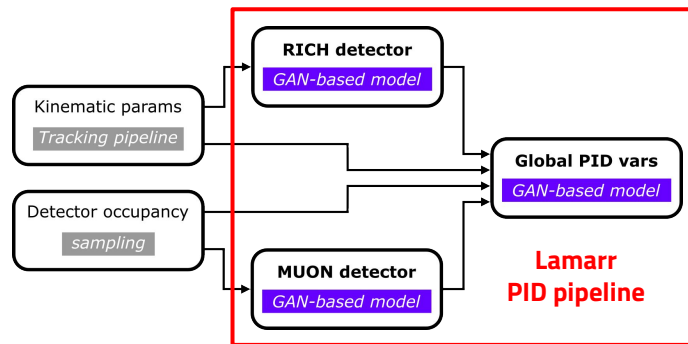 RICH detector
GAN-based model
Kinematic params
Tracking pipeline
Global PID vars
GAN-based model
Detector occupancy
sampling
MUON detector
GAN-based model
Lamarr
PID pipeline